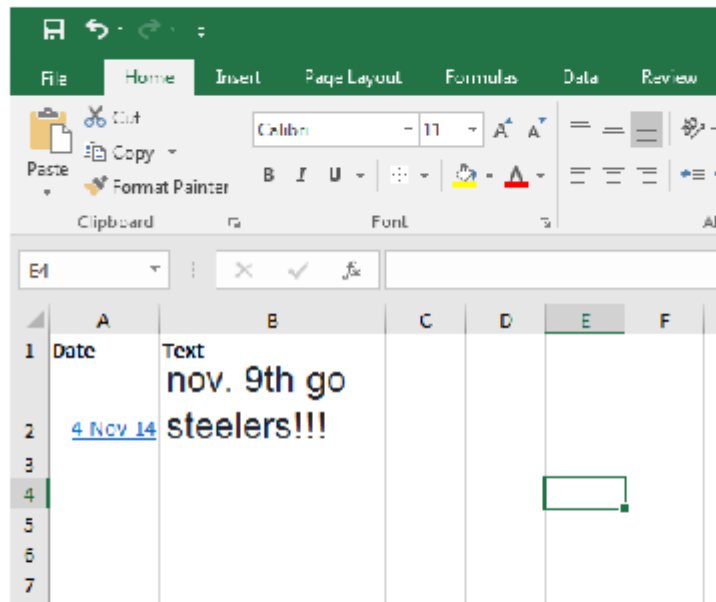 File Home Insert Page Layout Formulas Data Review
Cut
Copy
Paste
Format Painter
Clipboard
Calibri 11 A A
B I U A
Font
E4 fx
A B C D E F
1 Date Text
nov. 9th go
2 4 Nov 14 steelers!!!
3
4
5
6
7